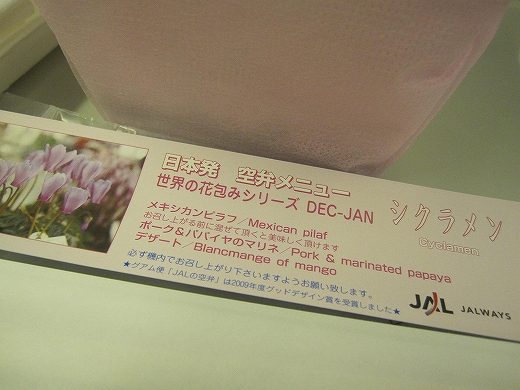 日本発 空弁メニュー
世界の花包みシリーズ DEC-JAN
シクラメン
Cyclamen
メキシカンピラフ/Mexican pilaf
お召し上がる前に混ぜて頂くと美味しく頂けます
ポーク&パパイヤのマリネ/Pork & marinated papaya
デザート/Blancmange of mango
必ず機内でお召し上がり下さいますようお願い致します。
★グアム便「JALの空弁」は2009年度グッドデザイン賞を受賞しました★
JAL JALWAYS